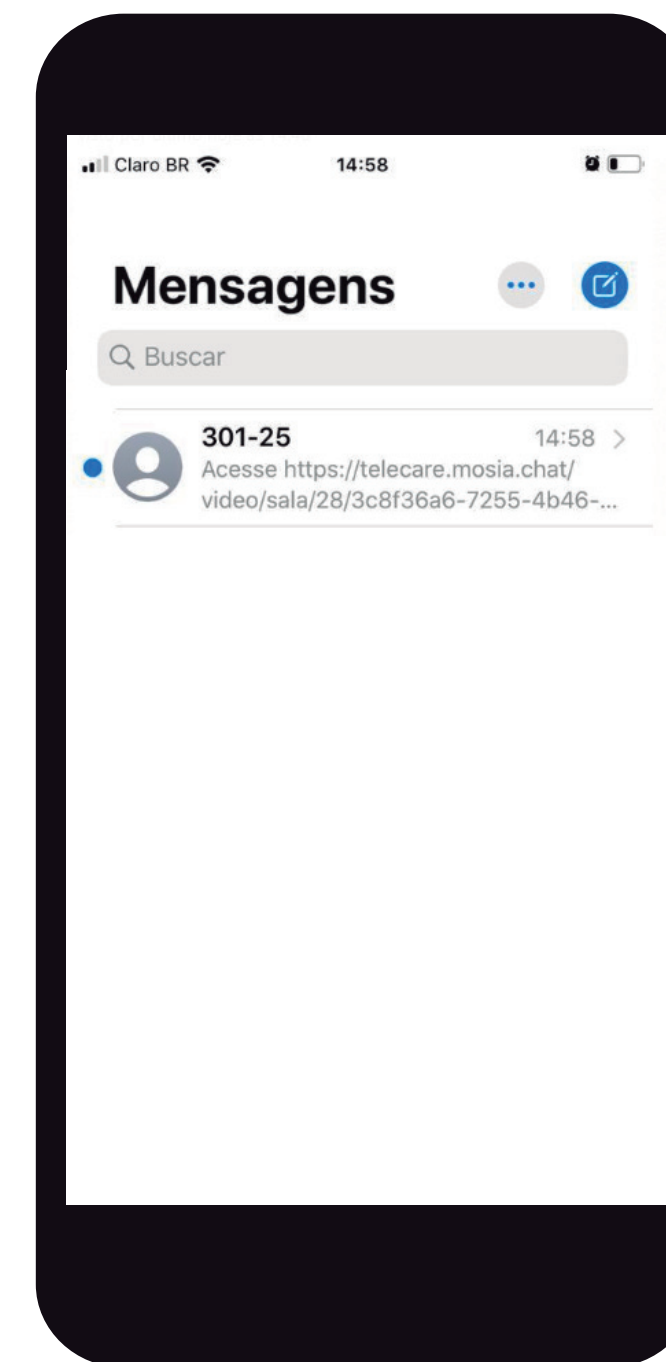 Claro BR
14:58
Mensagens
Buscar
301-25
14:58
Acesse https://telecare.mosia.chat/
video/sala/28/3c8f36a6-7255-4b46-...